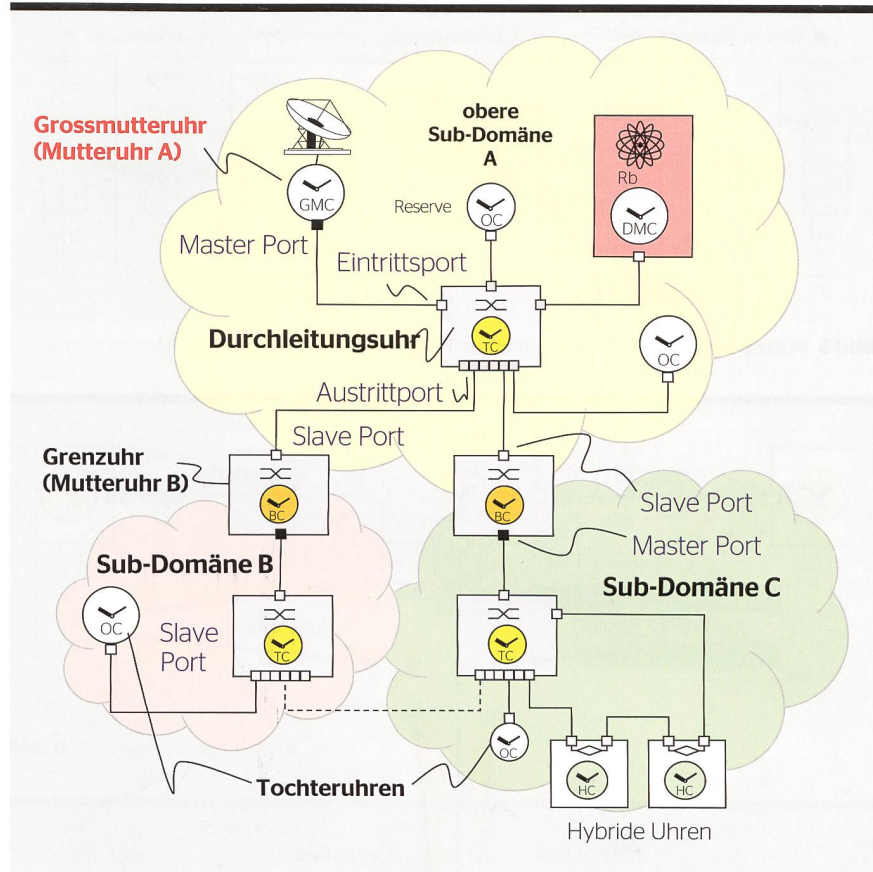 Grossmutteruhr
(Mutteruhr A)
obere
Sub-Domäne
A
Rb
GMC
Reserve
OC
DMC
Master Port
Eintrittsport
Durchleitungsuhr
TC
OC
Austrittport
Slave Port
Grenzuhr
(Mutteruhr B)
BC
BC
Slave Port
Master Port
Sub-Domäne B
Sub-Domäne C
OC
Slave
Port
TC
TC
OC
Tochteruhren
HC
HC
Hybride Uhren